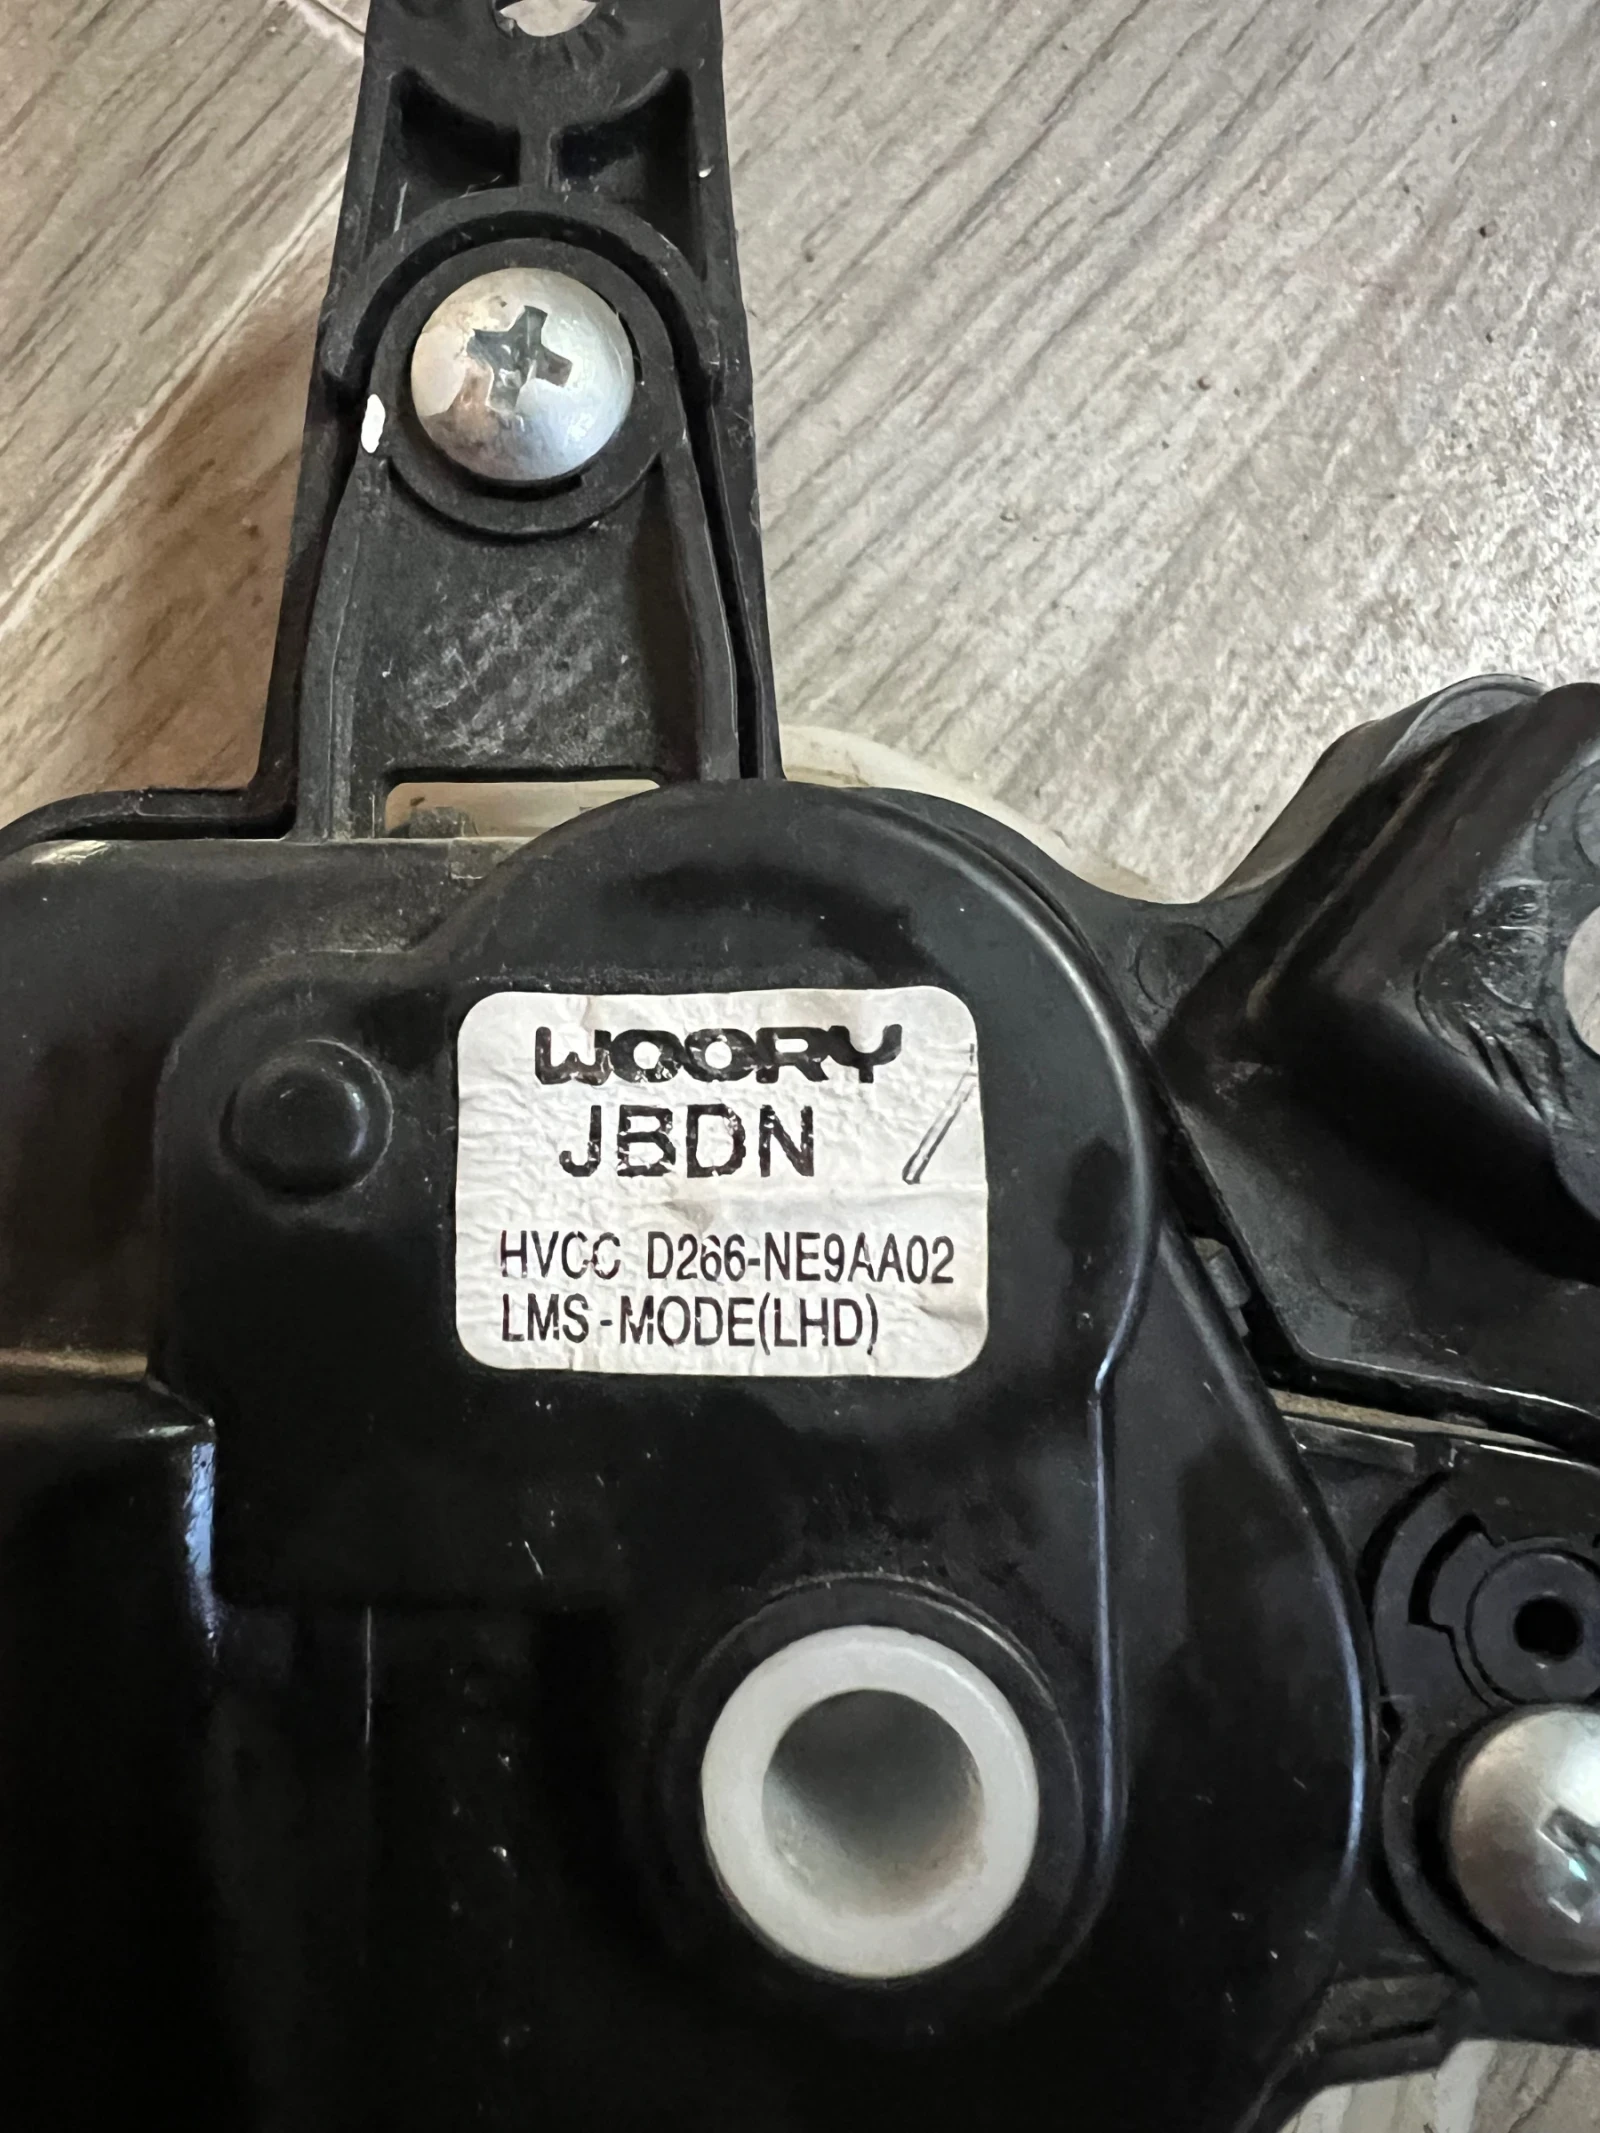 WOORY
JBDN
HVCC D266-NE9AA02
LMS-MODE(LHD)